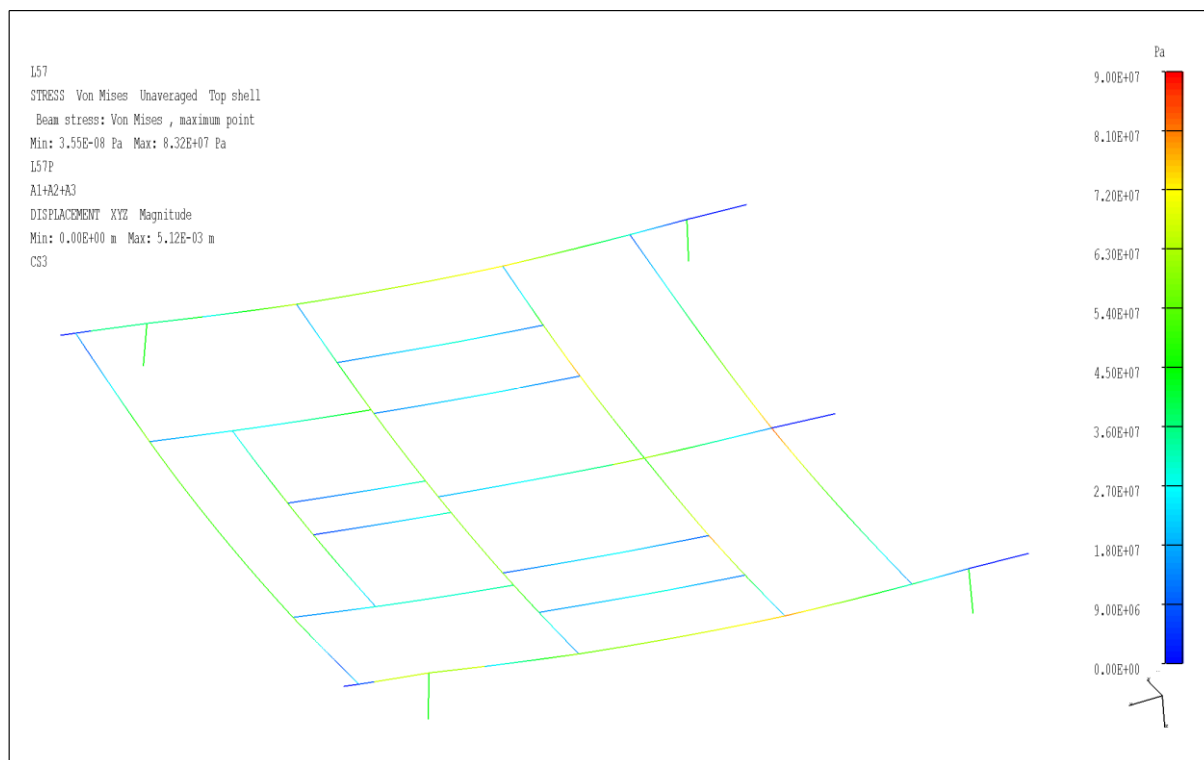 L57
STRESS Von Mises Unaveraged Top shell
Beam stress: Von Mises , maximum point
Min: 3.55E-08 Pa Max: 8.32E+07 Pa
L57P
A1+A2+A3
DISPLACEMENT XYZ Magnitude
Min: 0.00E+00 m Max: 5.12E-03 m
CS3
Pa
9.00E+07
8.10E+07
7.20E+07
6.30E+07
5.40E+07
4.50E+07
3.60E+07
2.70E+07
1.80E+07
9.00E+06
0.00E+00